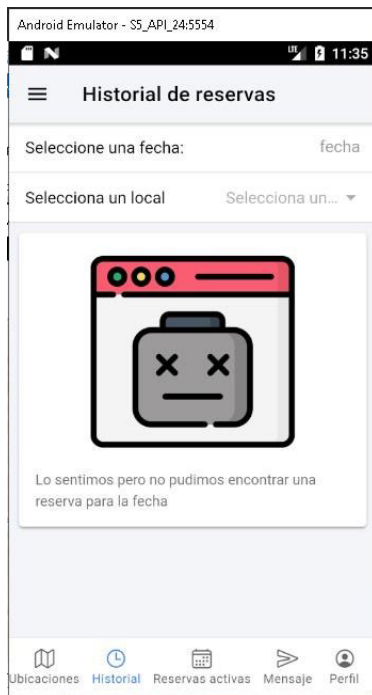 Android Emulator - S5_API_24:5554
LTE 11:35
Historial de reservas
Seleccione una fecha: fecha
Selecciona un local Selecciona un...
Lo sentimos pero no pudimos encontrar una
reserva para la fecha
Ubicaciones Historial Reservas activas Mensaje Perfil